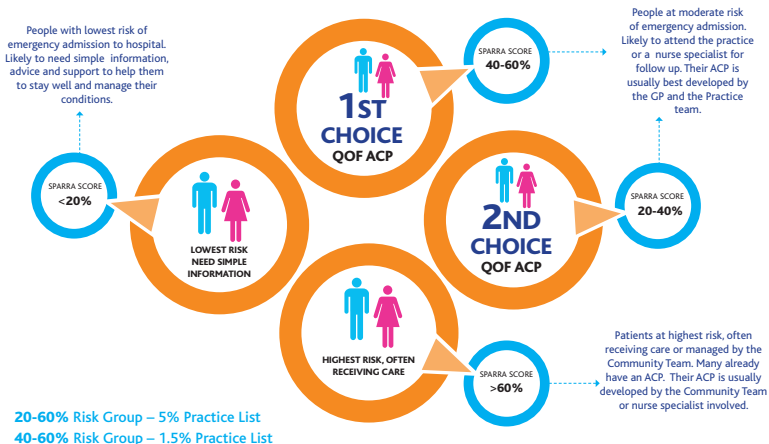 People with lowest risk of
emergency admission to hospital.
Likely to need simple information,
advice and support to help them
to stay well and manage their
conditions.
SPARRA SCORE
<20%
LOWEST RISK
NEED SIMPLE
INFORMATION
1ST
CHOICE
QOF ACP
SPARRA SCORE
40-60%
People at moderate risk
of emergency admission.
Likely to attend the practice
or a nurse specialist for
follow up. Their ACP is
usually best developed by
the GP and the Practice
team.
2ND
CHOICE
QOF ACP
SPARRA SCORE
20-40%
HIGHEST RISK, OFTEN
RECEIVING CARE
SPARRA SCORE
>60%
Patients at highest risk, often
receiving care or managed by the
Community Team. Many already
have an ACP. Their ACP is usually
developed by the Community Team
or nurse specialist involved.
20-60% Risk Group – 5% Practice List
40-60% Risk Group – 1.5% Practice List